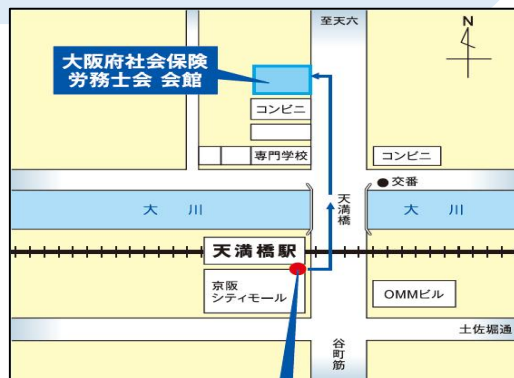 至天六
N
大阪府社会保険
労務士会 会館
コンビニ
専門学校
コンビニ
交番
大川
天満橋
大川
天満橋駅
京阪
シティモール
OMMビル
土佐堀通
谷町筋